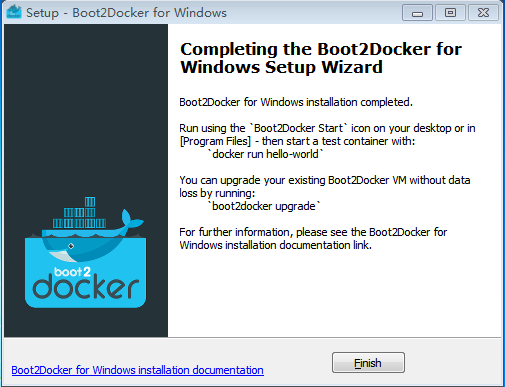 Setup - Boot2Docker for Windows
Completing the Boot2Docker for
Windows Setup Wizard
Boot2Docker for Windows installation completed.
Run using the `Boot2Docker Start` icon on your desktop or in
[Program Files] - then start a test container with:
`docker run hello-world`
You can upgrade your existing Boot2Docker VM without data
loss by running:
`boot2docker upgrade`
For further information, please see the Boot2Docker for
Windows installation documentation link.
boot2
docker
Boot2Docker for Windows installation documentation
Finish